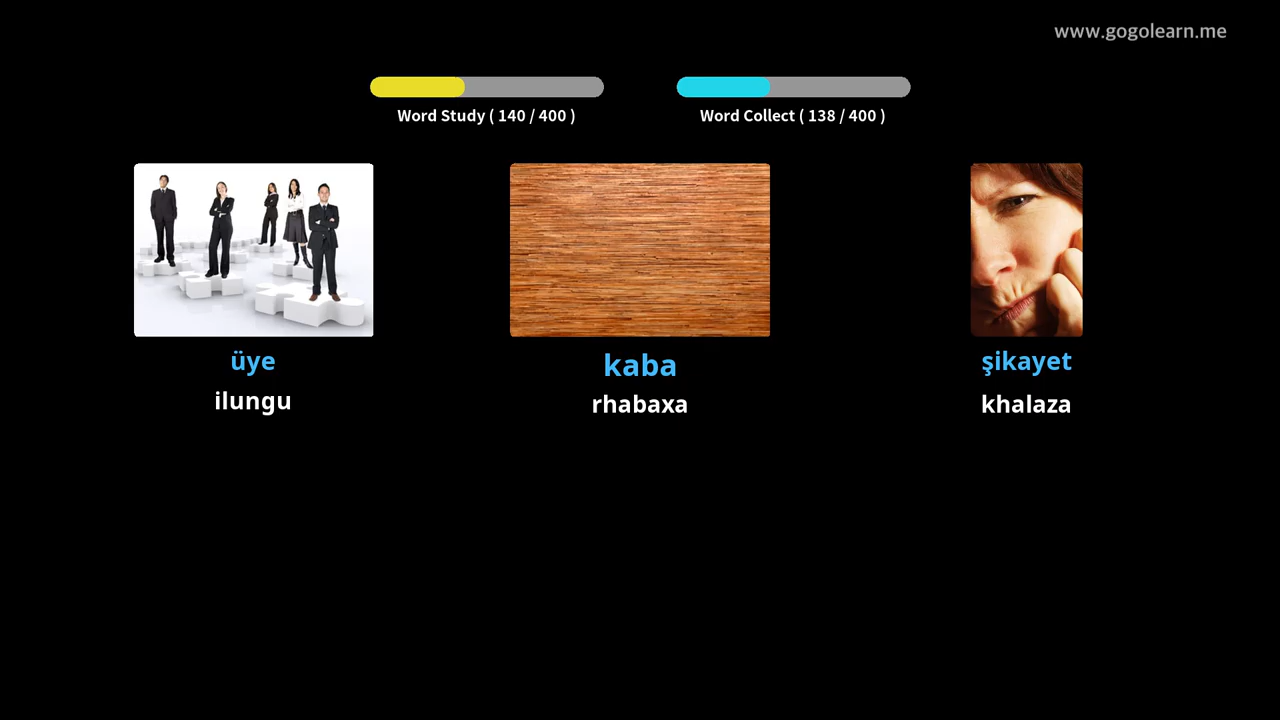 www.gogolearn.me
Word Study ( 140 / 400 )
Word Collect ( 138 / 400 )
üye
kaba
şikayet
ilungu
rhabaxa
khalaza